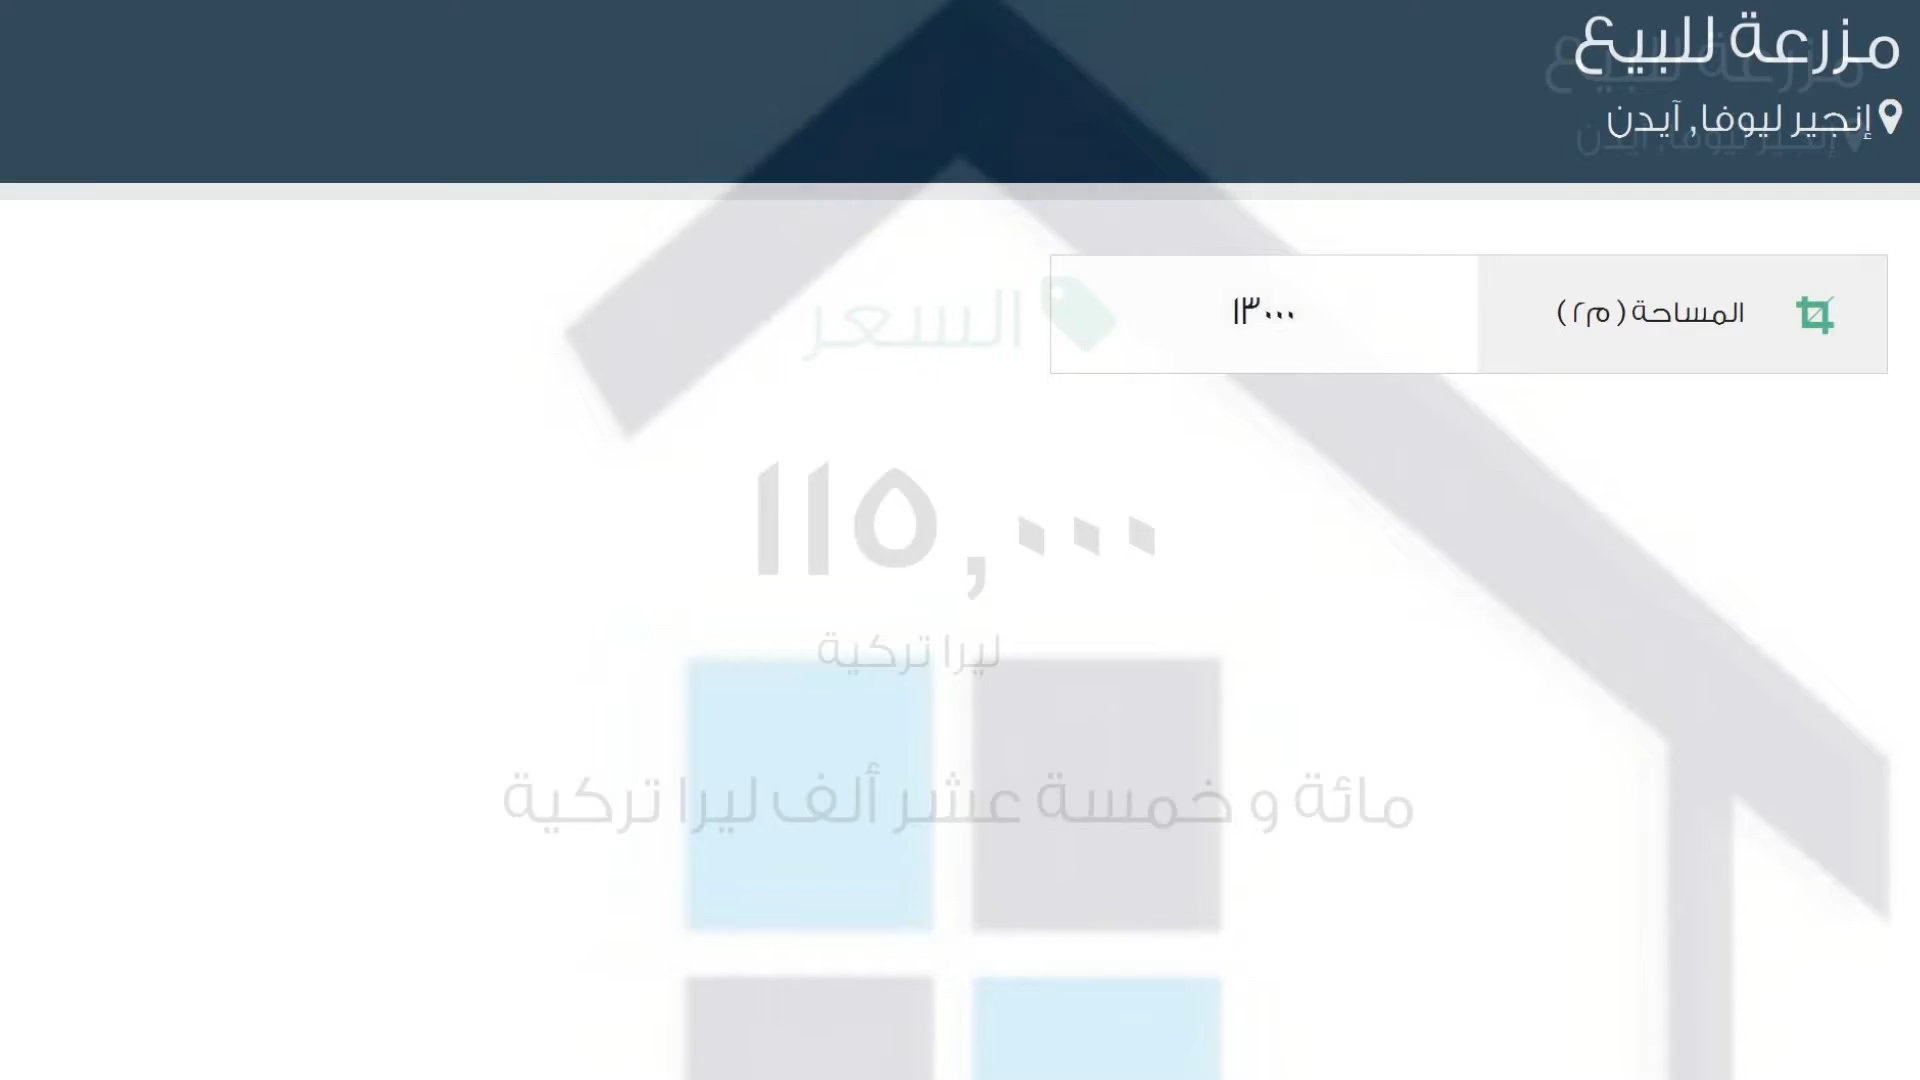 مزرعة للبيع
إنجير ليوفا, آيدن
المساحة (م٢)
١٣٠٠٠
السعر
١١٥,٠٠٠
ليرا تركية
مائة و خمسة عشر ألف ليرا تركية